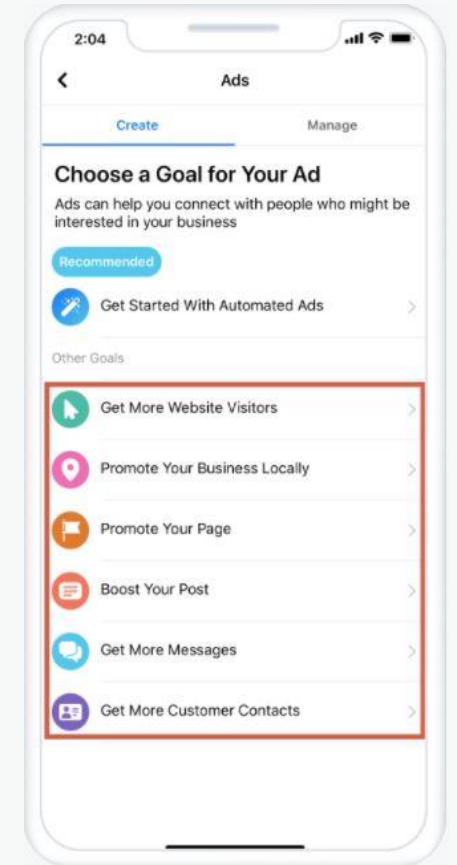 2:04
Ads
Create
Manage
Choose a Goal for Your Ad
Ads can help you connect with people who might be
interested in your business
Recommended
Get Started With Automated Ads
Other Goals
Get More Website Visitors
Promote Your Business Locally
Promote Your Page
Boost Your Post
Get More Messages
Get More Customer Contacts